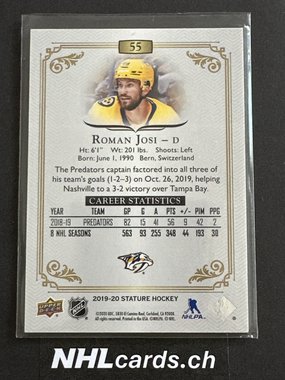 55
ROMAN JOSI – D
Ht: 6'1" Wt: 201 lbs. Shoots: Left
Born: June 1, 1990 Bern, Switzerland
The Predators captain factored into all three of
his team's goals (1-2–3) on Oct. 26, 2019, helping
Nashville to a 3-2 victory over Tampa Bay.
CAREER STATISTICS
YEAR TEAM GP G A PTS +/- PIM PPG
2018-19 PREDATORS 82 15 41 56 9 42 2
8 NHL SEASONS 563 93 255 348 44 193 30
UPPER DECK
NHL
2019-20 STATURE HOCKEY
NHLPA
NHLcards.ch